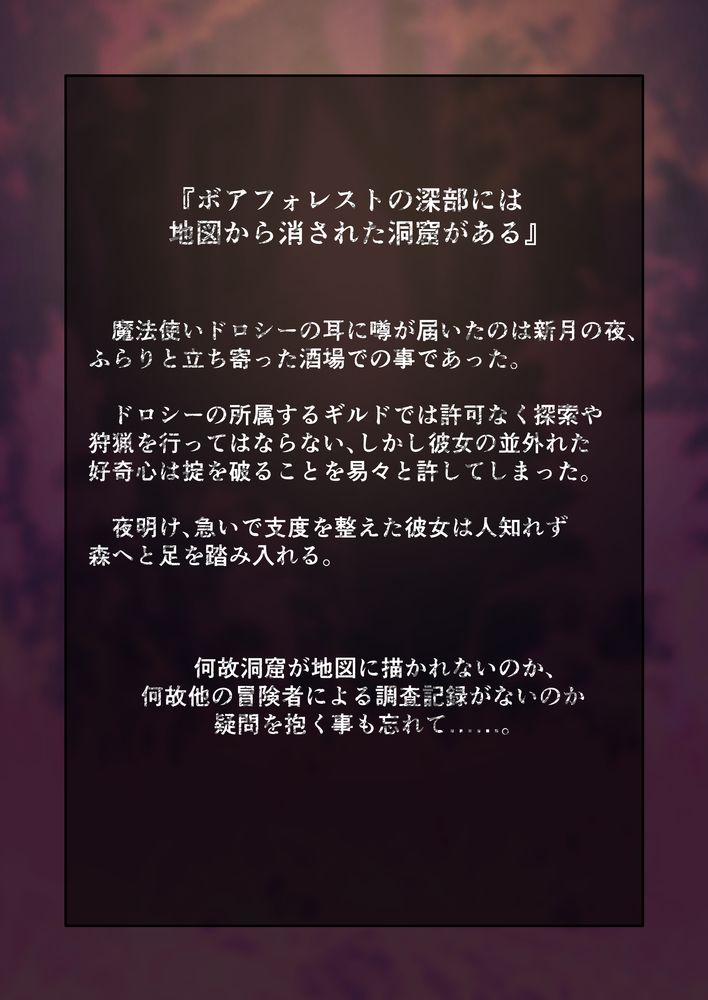 『ボアフォレストの深部には
地図から消された洞窟がある』
魔法使いドロシーの耳に噂が届いたのは新月の夜、
ふらりと立ち寄った酒場での事であった。
ドロシーの所属するギルドでは許可なく探索や
狩猟を行ってはならない、しかし彼女の並外れた
好奇心は掟を破ることを易々と許してしまった。
夜明け、急いで支度を整えた彼女は人知れず
森へと足を踏み入れる。
何故洞窟が地図に描かれないのか、
何故他の冒険者による調査記録がないのか
疑問を抱く事も忘れて……。